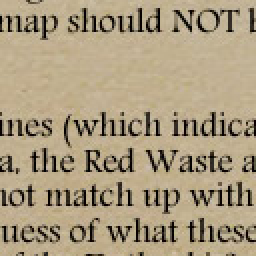 map should NOT
ines (which indica
a, the Red Waste a
not match up with
uess of what these